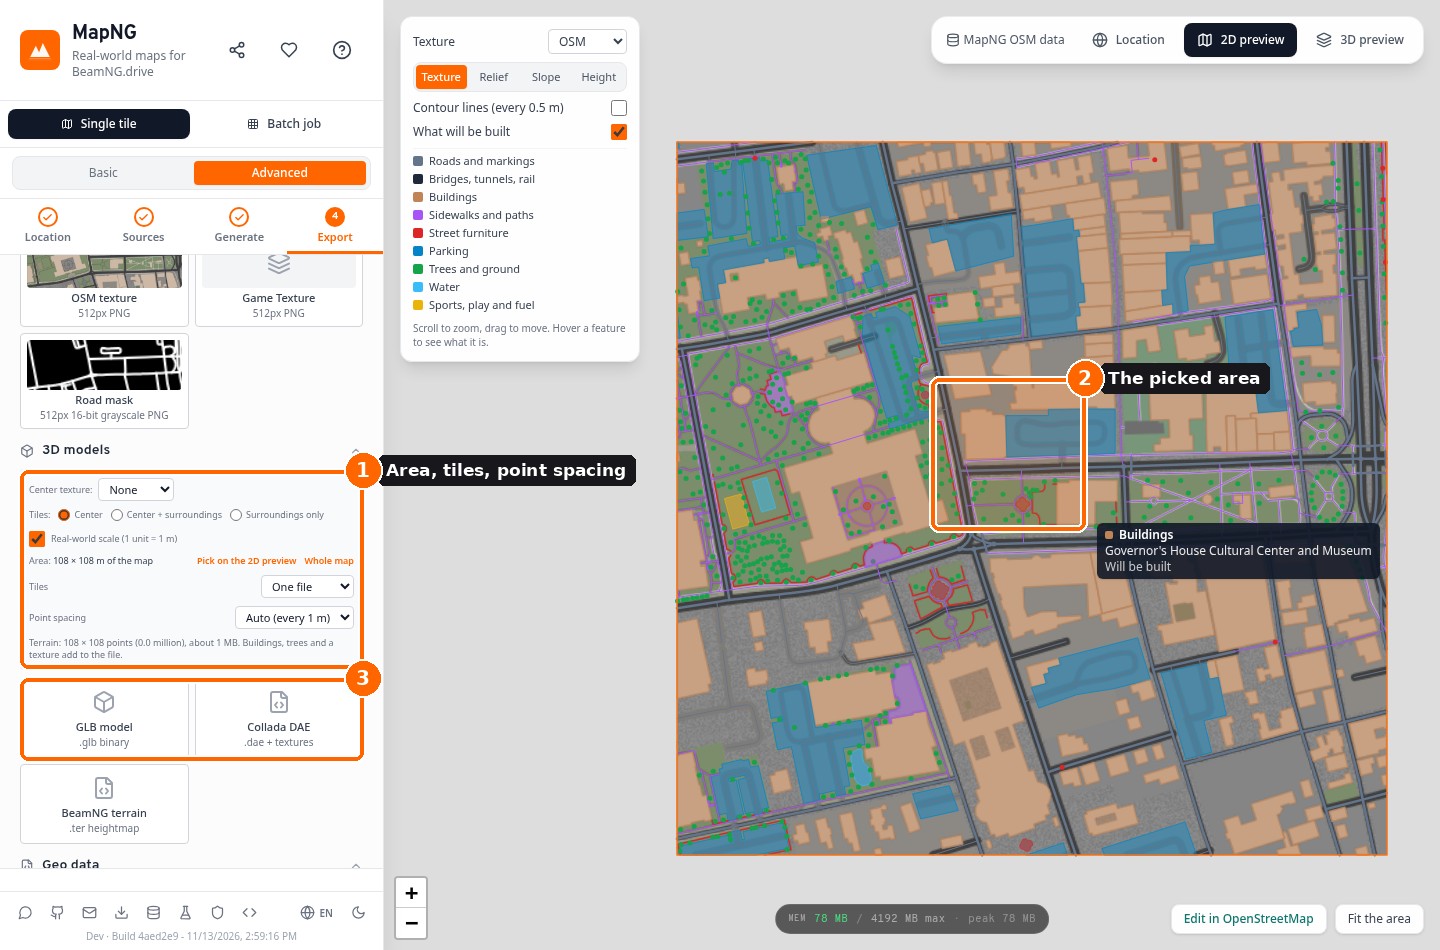 MapNG
Real-world maps for
BeamNG.drive
Single tile
Batch job
Basic
Advanced
Location
Sources
Generate
4
Export
OSM texture
512px PNG
Game Texture
512px PNG
Road mask
512px 16-bit grayscale PNG
3D models
1
Area, tiles, point spacing
Center texture: None
Tiles: Center Center + surroundings Surroundings only
Real-world scale (1 unit = 1 m)
Area: 108 × 108 m of the map Pick on the 2D preview Whole map
Tiles One file
Point spacing Auto (every 1 m)
Terrain: 108 × 108 points (0.0 million), about 1 MB. Buildings, trees and a
texture add to the file.
3
GLB model
.glb binary
Collada DAE
.dae + textures
BeamNG terrain
.ter heightmap
Geo data
EN
Dev · Build 4aed2e9 - 11/13/2026, 2:59:16 PM
Texture OSM
Texture Relief Slope Height
Contour lines (every 0.5 m)
What will be built
Roads and markings
Bridges, tunnels, rail
Buildings
Sidewalks and paths
Street furniture
Parking
Trees and ground
Water
Sports, play and fuel
Scroll to zoom, drag to move. Hover a feature
to see what it is.
MapNG OSM data
Location
2D preview
3D preview
2
The picked area
Buildings
Governor's House Cultural Center and Museum
Will be built
+
−
MEM 78 MB / 4192 MB max · peak 78 MB
Edit in OpenStreetMap
Fit the area